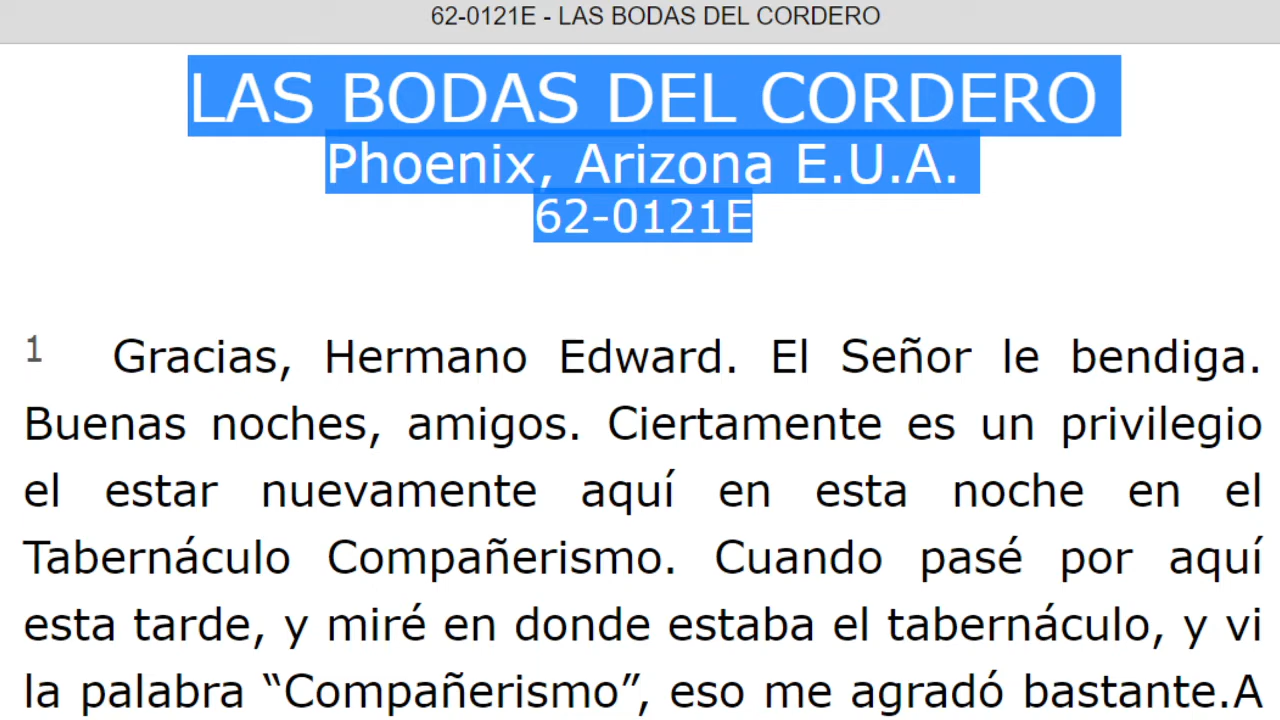 62-0121E - LAS BODAS DEL CORDERO
LAS BODAS DEL CORDERO
Phoenix, Arizona E.U.A.
62-0121E
1 Gracias, Hermano Edward. El Señor le bendiga.
Buenas noches, amigos. Ciertamente es un privilegio
el estar nuevamente aquí en esta noche en el
Tabernáculo Compañerismo. Cuando pasé por aquí
esta tarde, y miré en donde estaba el tabernáculo, y vi
la palabra “Compañerismo”, eso me agradó bastante.A